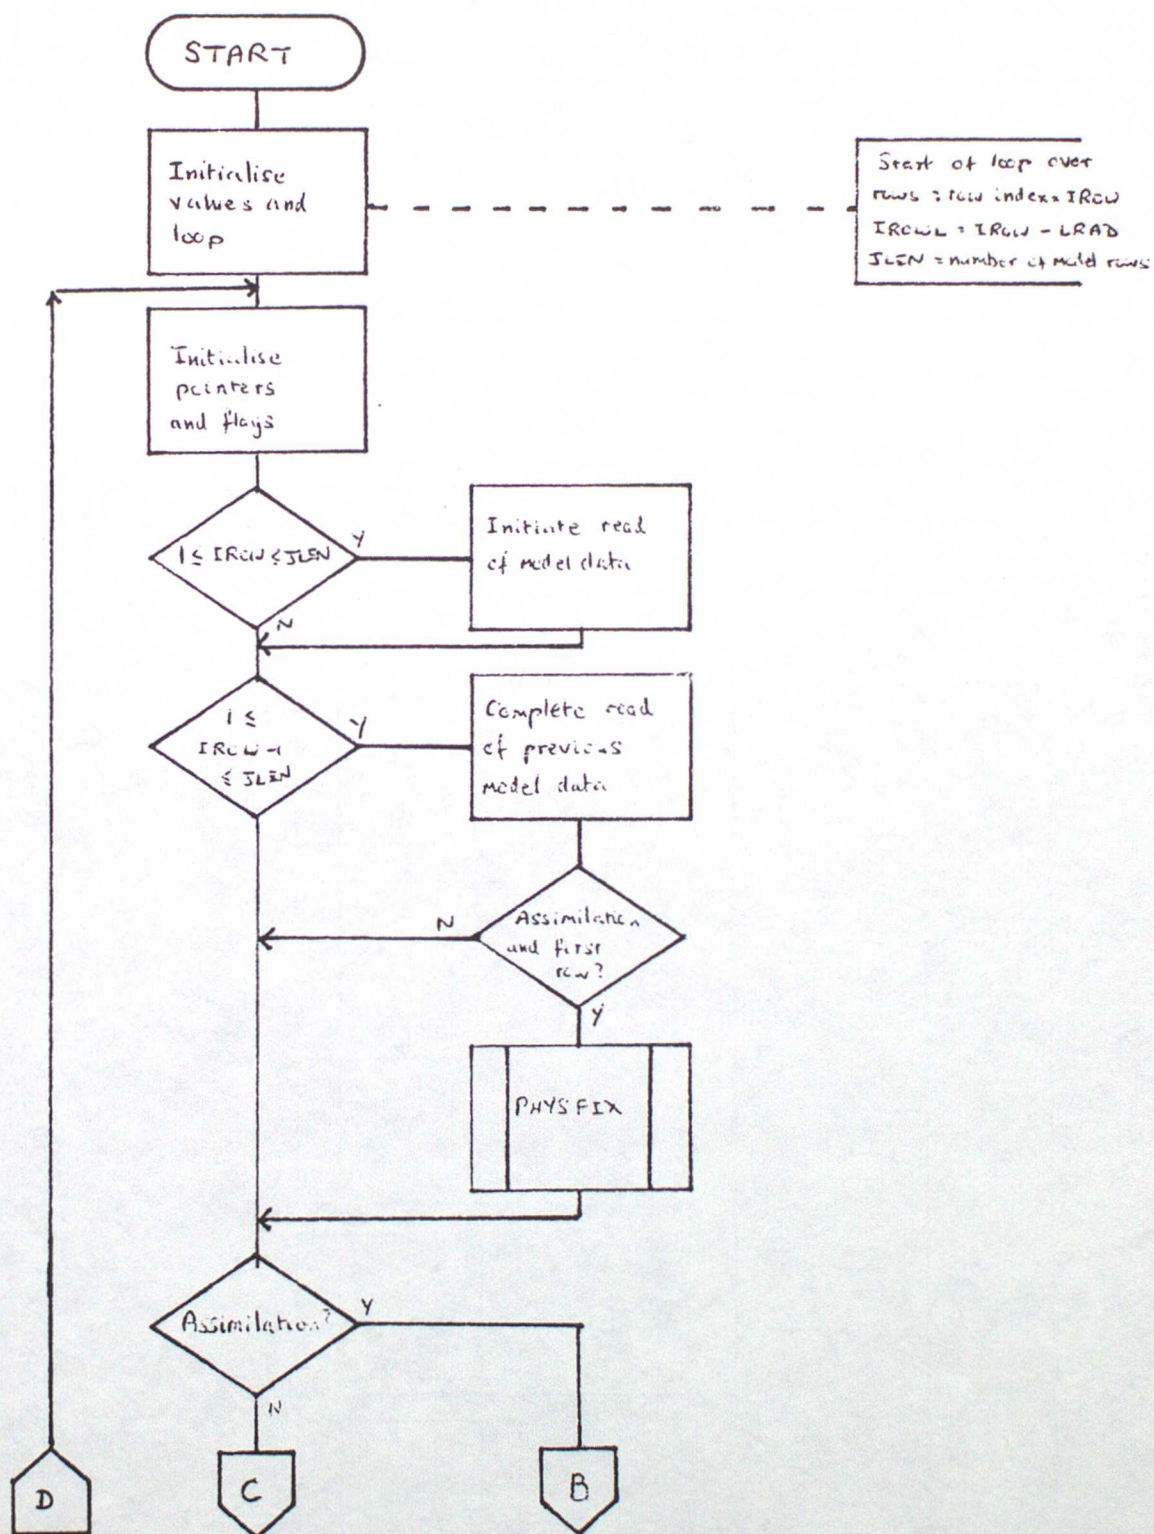 START
Initialise
values and
loop
Start of loop over
rows : row index = IROW
IROWL = IROW - LRAD
JLEN = number of model rows
Initialise
pointers
and flags
1 ≤ IROW ≤ JLEN
Y
N
Initiate read
of model data
1 ≤
IROW-1
≤ JLEN
Y
Complete read
of previous
model data
Assimilation
and first
row?
N
Y
PHYSFIX
Assimilation?
Y
N
D
C
B